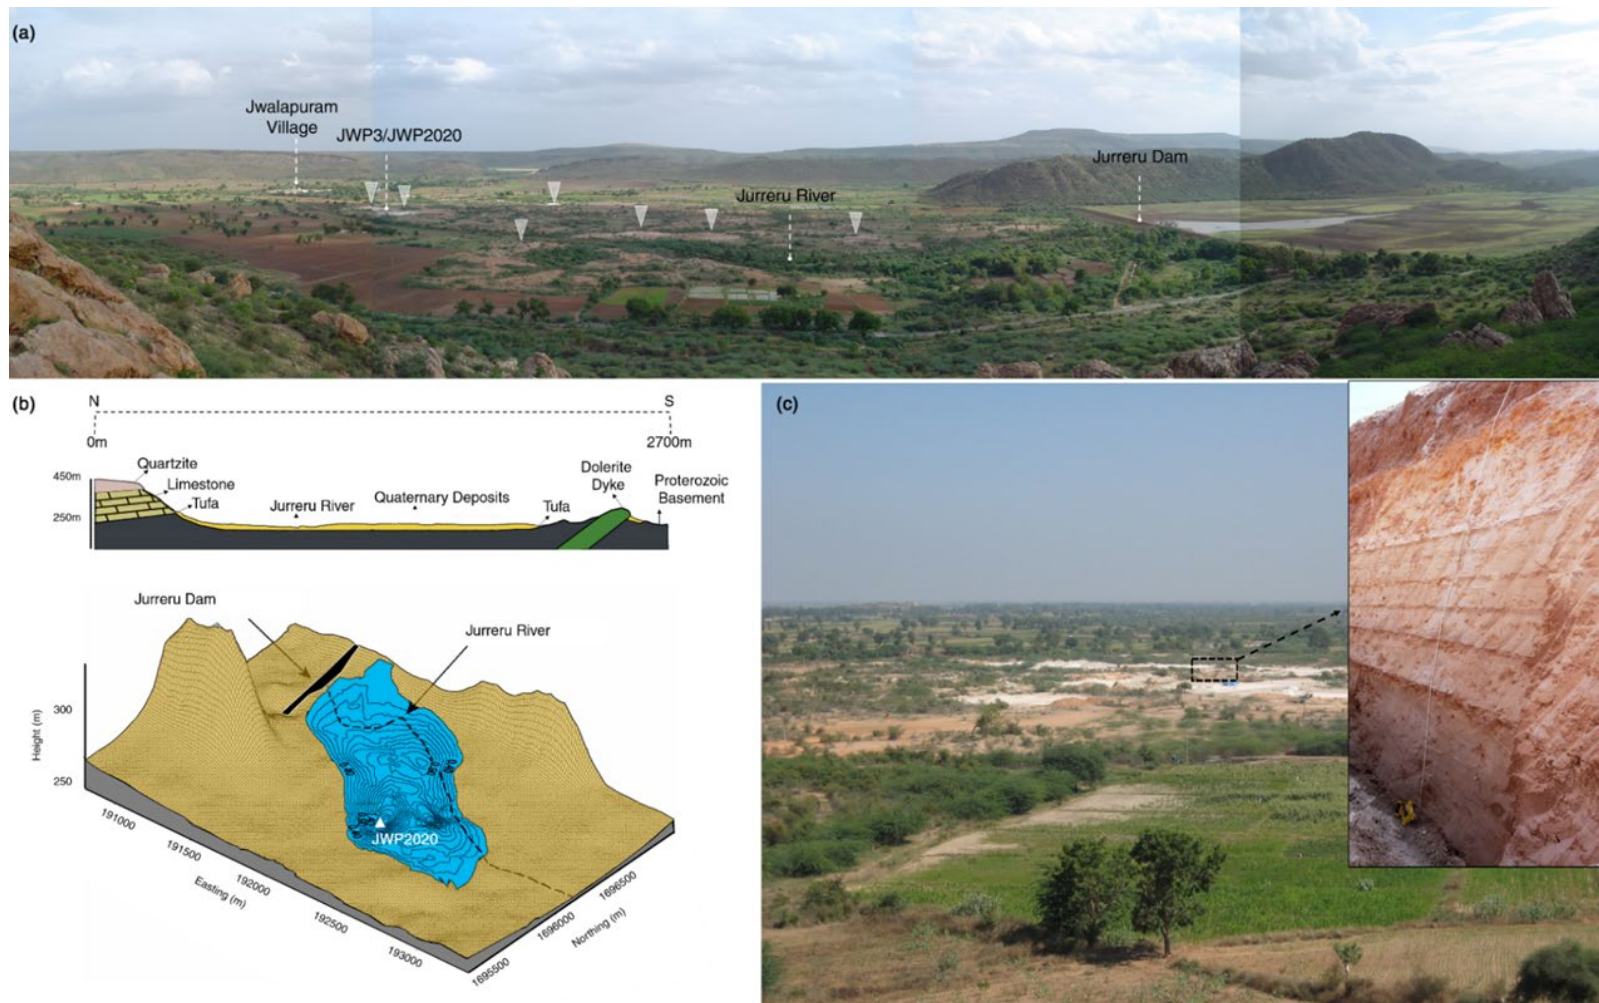 (a)
Jwalapuram
Village
JWP3/JWP2020
Jurreru River
Jurreru Dam
(b)
N
S
0m
2700m
450m
250m
Quartzite
Limestone
Tufa
Jurreru River
Quaternary Deposits
Tufa
Dolerite
Dyke
Proterozoic
Basement
Jurreru Dam
Jurreru River
JWP2020
Height (m)
300
250
191000
191500
192000
192500
193000
Easting (m)
1695500
1696000
1696500
Northing (m)
(c)